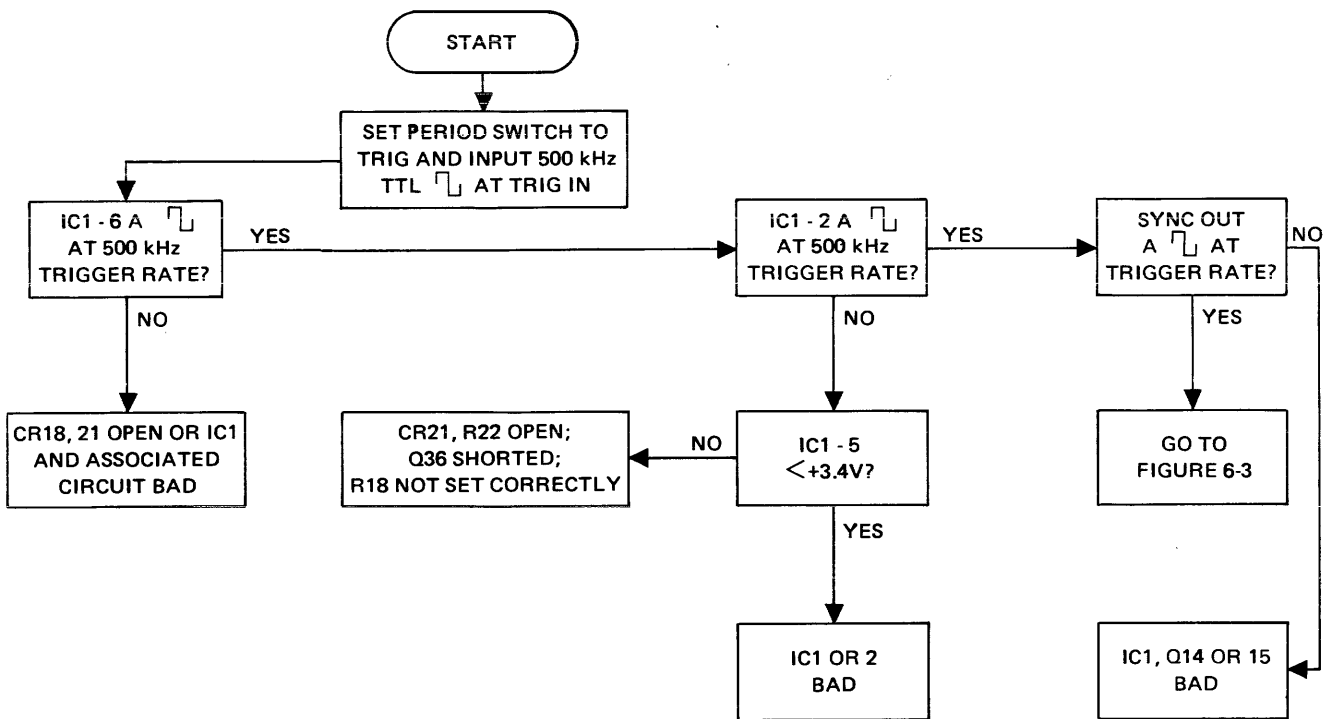 START
SET PERIOD SWITCH TO
TRIG AND INPUT 500 kHz
TTL AT TRIG IN
IC1 - 6 A
AT 500 kHz
TRIGGER RATE?
YES
NO
CR18, 21 OPEN OR IC1
AND ASSOCIATED
CIRCUIT BAD
IC1 - 2 A
AT 500 kHz
TRIGGER RATE?
YES
NO
IC1 - 5
<+3.4V?
NO
CR21, R22 OPEN;
Q36 SHORTED;
R18 NOT SET CORRECTLY
YES
IC1 OR 2
BAD
SYNC OUT
A AT
TRIGGER RATE?
NO
YES
GO TO
FIGURE 6-3
IC1, Q14 OR 15
BAD